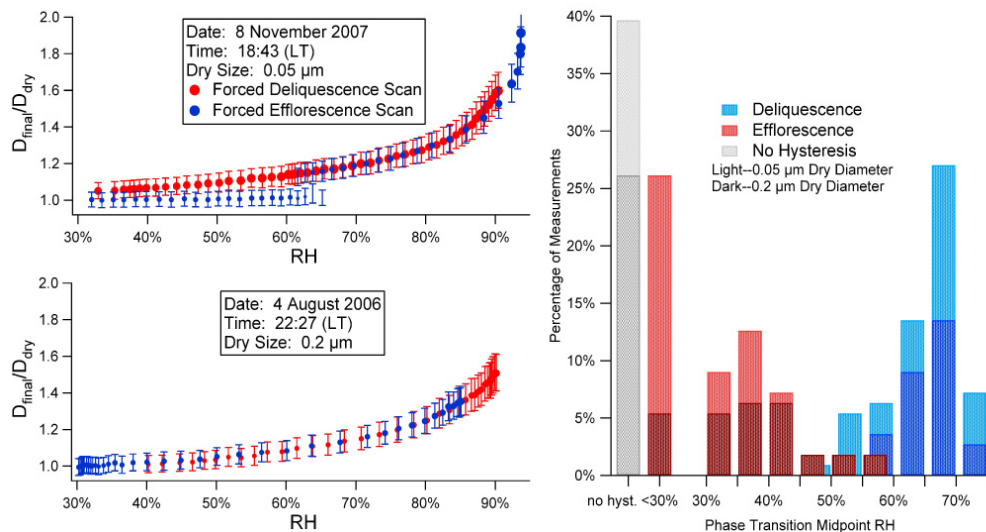 2.0
1.8
1.6
1.4
1.2
1.0
D_final/D_dry
Date: 8 November 2007
Time: 18:43 (LT)
Dry Size: 0.05 µm
Forced Deliquescence Scan
Forced Efflorescence Scan
30% 40% 50% 60% 70% 80% 90%
RH
2.0
1.8
1.6
1.4
1.2
1.0
D_final/D_dry
Date: 4 August 2006
Time: 22:27 (LT)
Dry Size: 0.2 µm
30% 40% 50% 60% 70% 80% 90%
RH
40%
35%
30%
25%
20%
15%
10%
5%
0%
Percentage of Measurements
Deliquescence
Efflorescence
No Hysteresis
Light--0.05 µm Dry Diameter
Dark--0.2 µm Dry Diameter
no hyst. <30% 30% 40% 50% 60% 70%
Phase Transition Midpoint RH